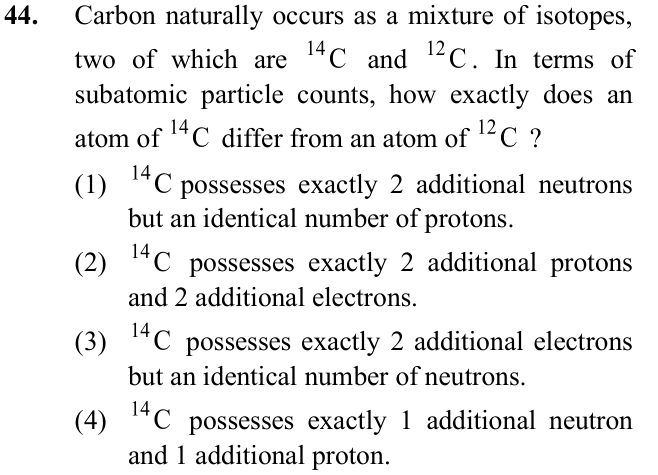 44. Carbon naturally occurs as a mixture of isotopes,
two of which are ¹⁴C and ¹²C. In terms of
subatomic particle counts, how exactly does an
atom of ¹⁴C differ from an atom of ¹²C ?
(1) ¹⁴C possesses exactly 2 additional neutrons
but an identical number of protons.
(2) ¹⁴C possesses exactly 2 additional protons
and 2 additional electrons.
(3) ¹⁴C possesses exactly 2 additional electrons
but an identical number of neutrons.
(4) ¹⁴C possesses exactly 1 additional neutron
and 1 additional proton.